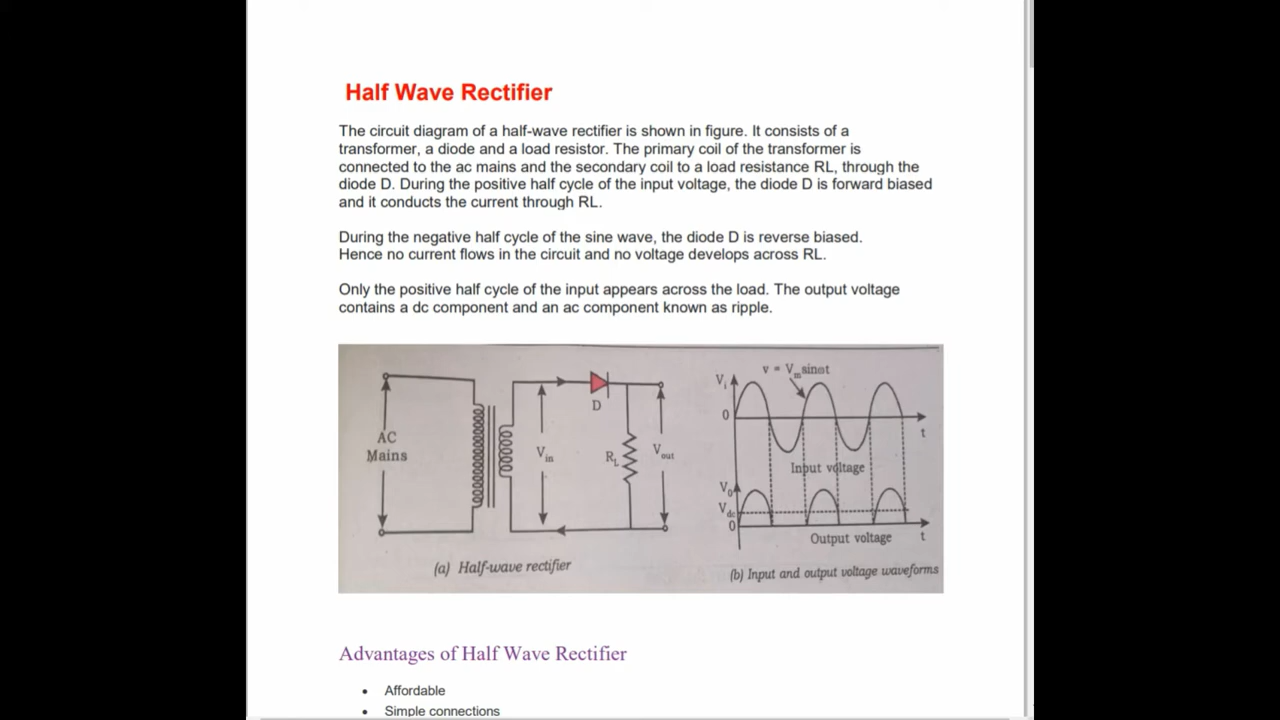 Half Wave Rectifier
The circuit diagram of a half-wave rectifier is shown in figure. It consists of a
transformer, a diode and a load resistor. The primary coil of the transformer is
connected to the ac mains and the secondary coil to a load resistance RL, through the
diode D. During the positive half cycle of the input voltage, the diode D is forward biased
and it conducts the current through RL.
During the negative half cycle of the sine wave, the diode D is reverse biased.
Hence no current flows in the circuit and no voltage develops across RL.
Only the positive half cycle of the input appears across the load. The output voltage
contains a dc component and an ac component known as ripple.
AC
Mains
Vin
D
RL
Vout
(a) Half-wave rectifier
Vi
v = Vmsinωt
0
t
Input voltage
V0
Vdc
0
t
Output voltage
(b) Input and output voltage waveforms
Advantages of Half Wave Rectifier
• Affordable
• Simple connections